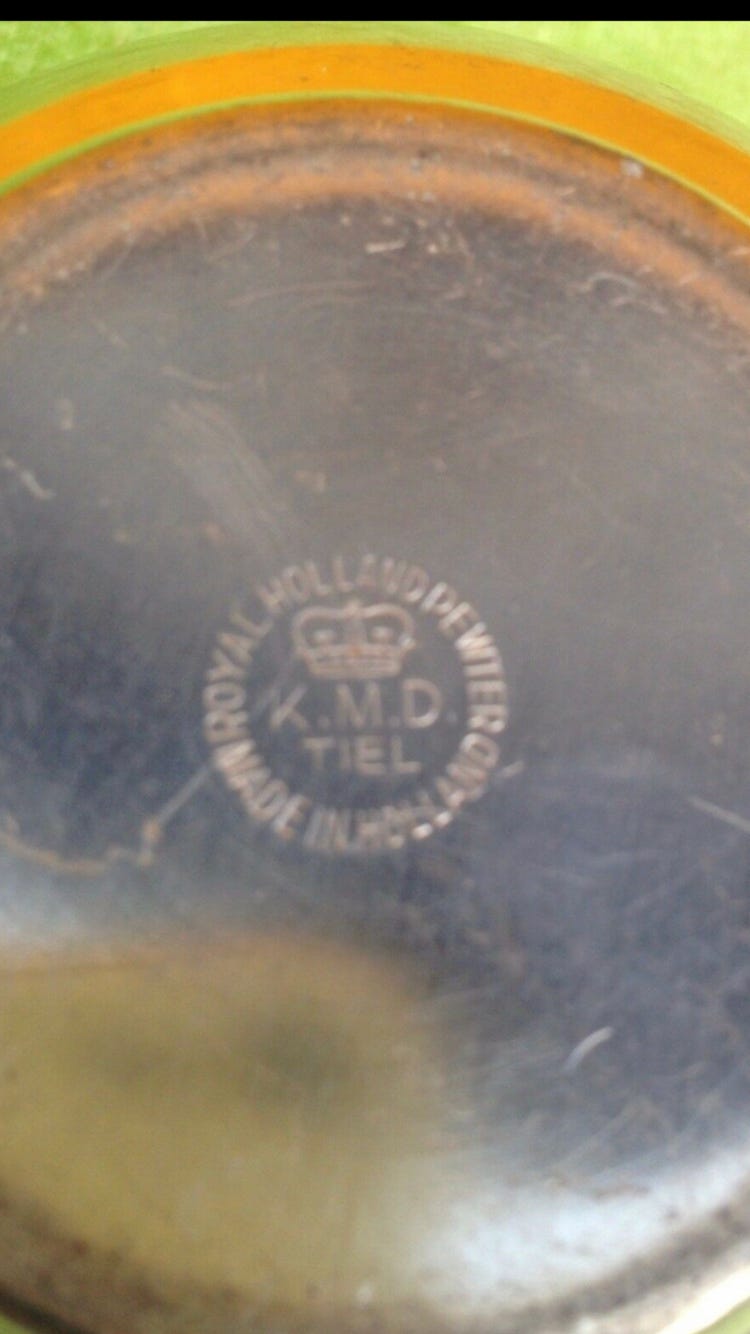 ROYAL HOLLAND PEWTER
K.M.D.
TIEL
MADE IN HOLLAND